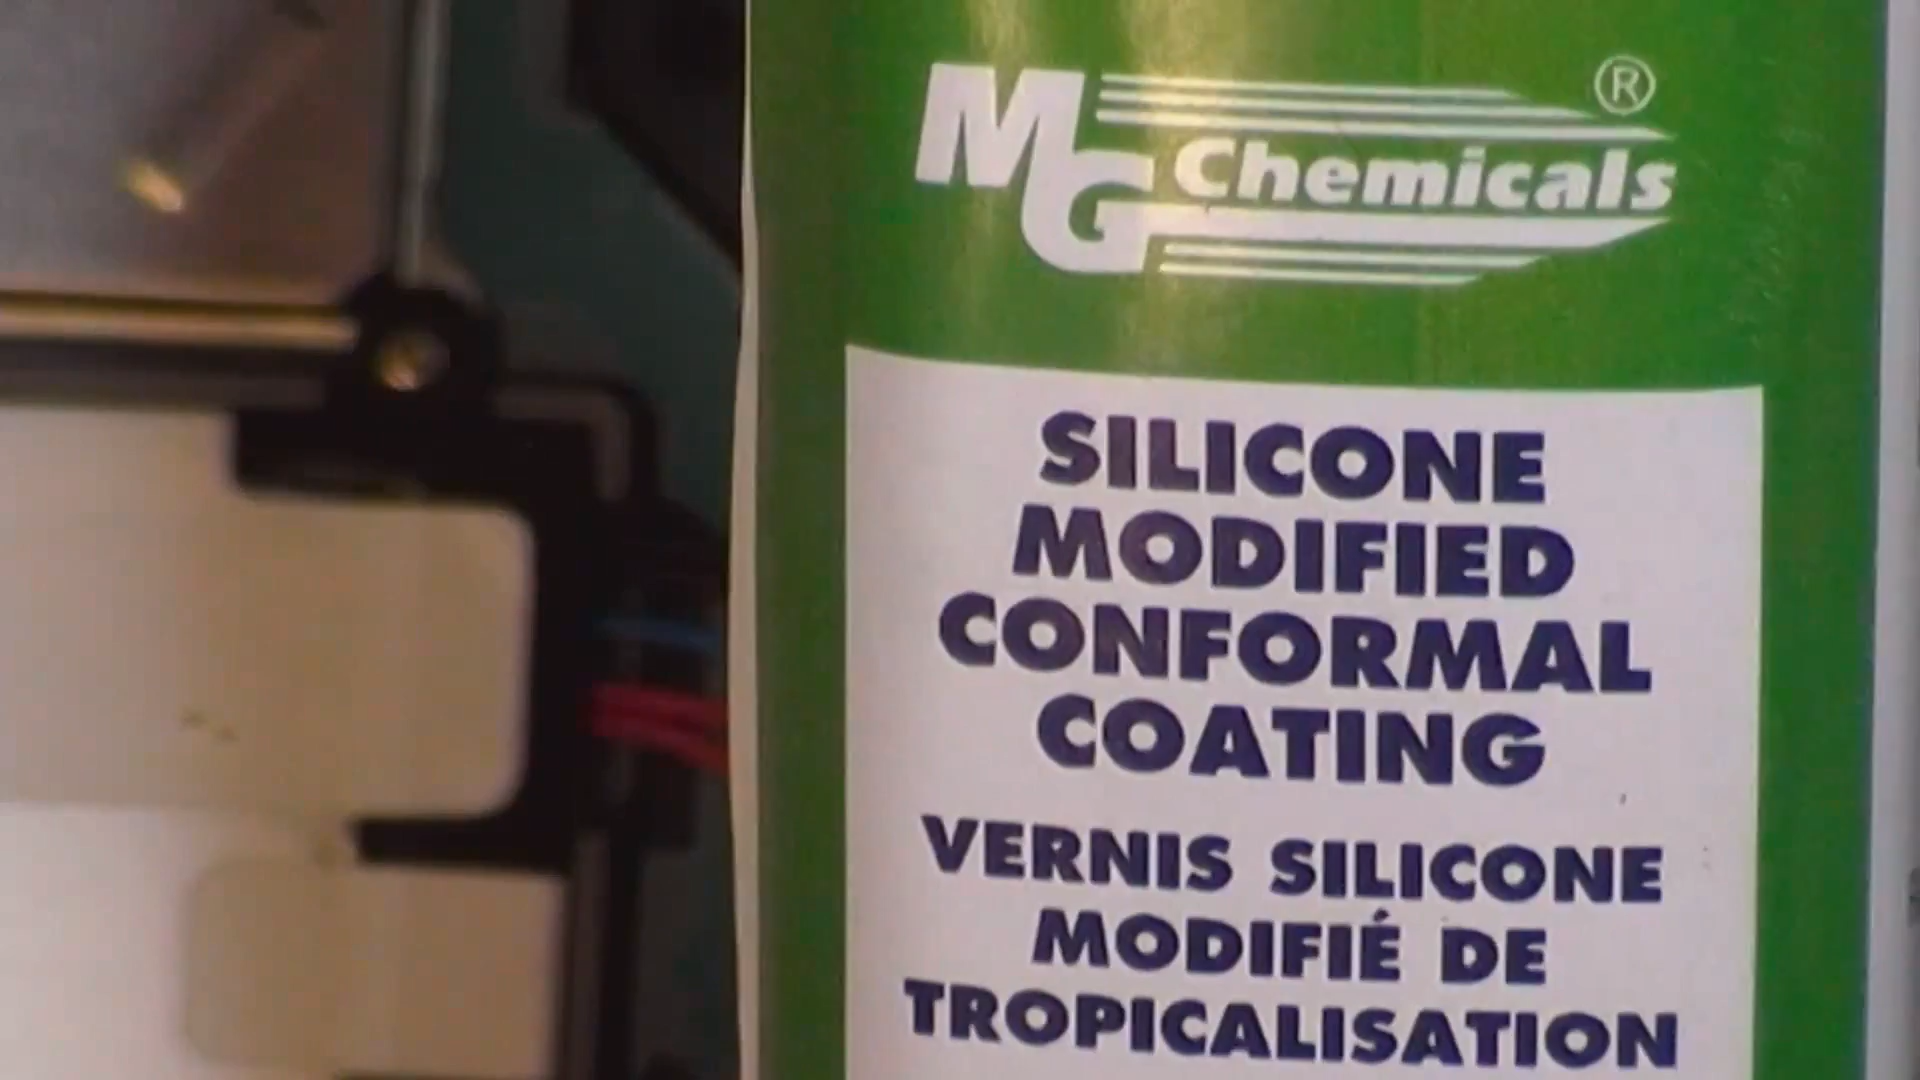 MG Chemicals®
SILICONE
MODIFIED
CONFORMAL
COATING
VERNIS SILICONE
MODIFIÉ DE
TROPICALISATION